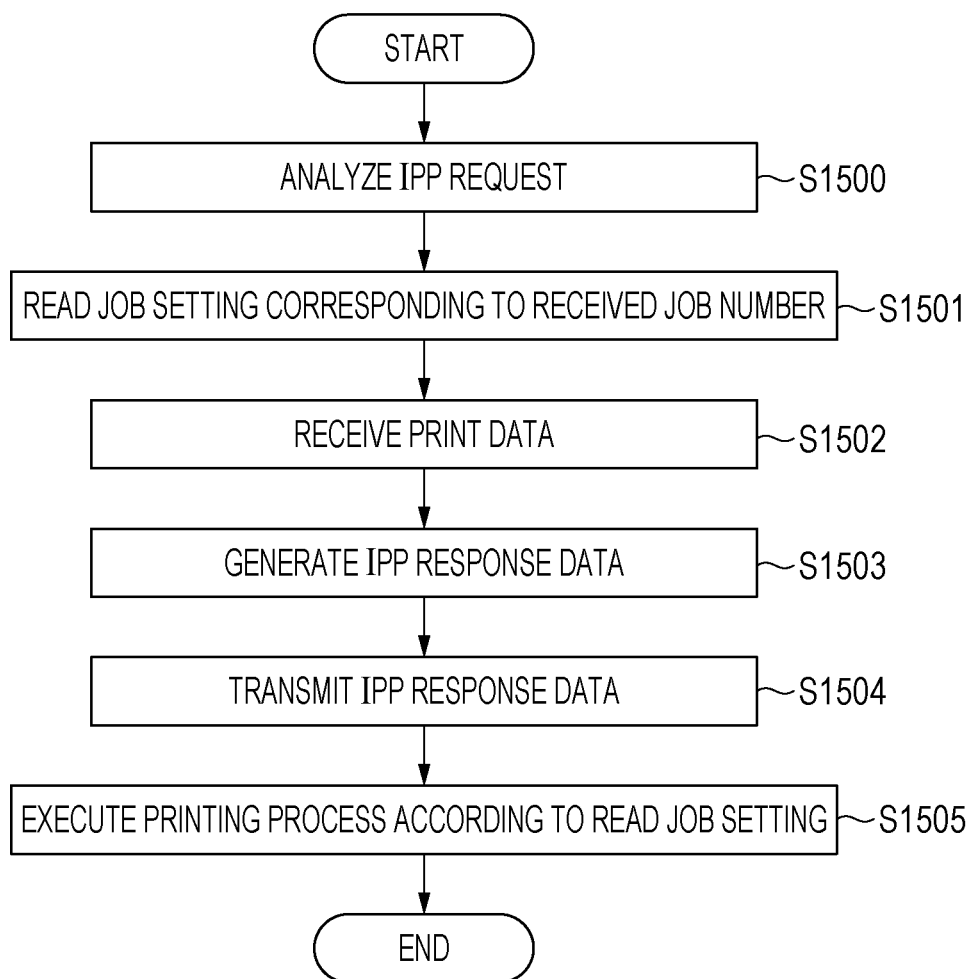 START
ANALYZE IPP REQUEST
S1500
READ JOB SETTING CORRESPONDING TO RECEIVED JOB NUMBER
S1501
RECEIVE PRINT DATA
S1502
GENERATE IPP RESPONSE DATA
S1503
TRANSMIT IPP RESPONSE DATA
S1504
EXECUTE PRINTING PROCESS ACCORDING TO READ JOB SETTING
S1505
END